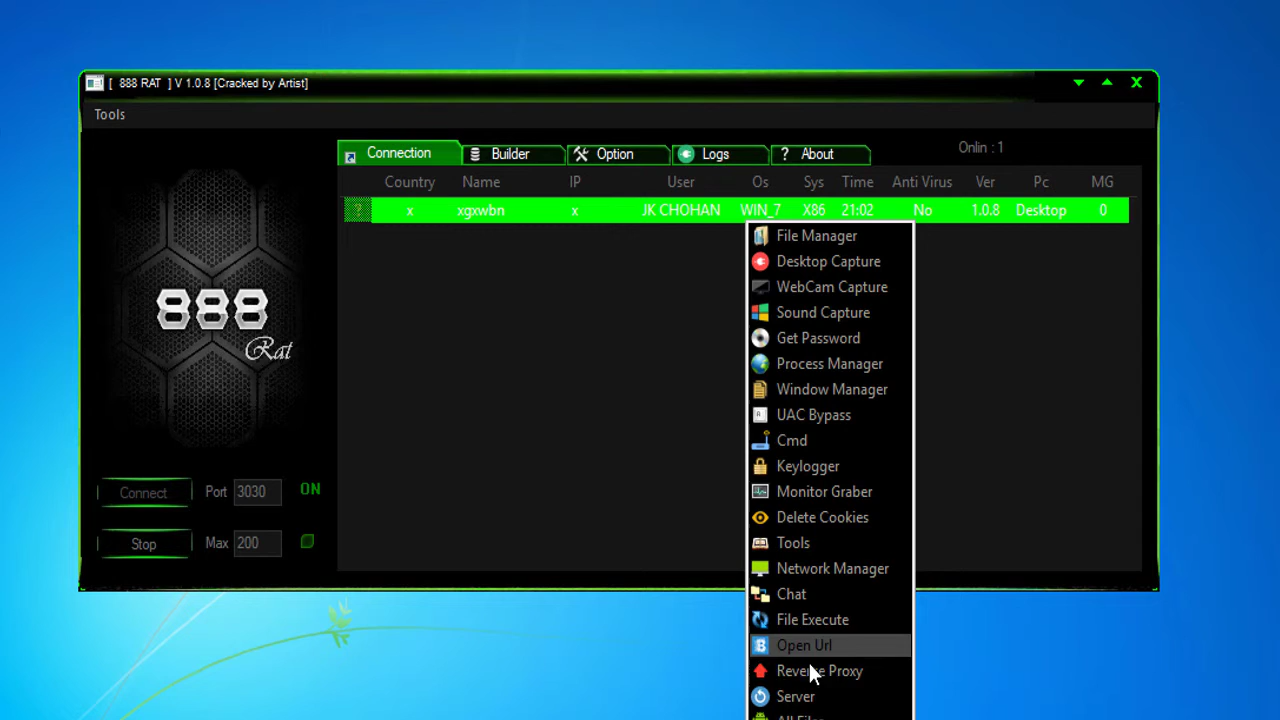 [ 888 RAT ] V 1.0.8 [Cracked by Artist]
Tools
Connection
Builder
Option
Logs
? About
Onlin : 1
Country Name IP User Os Sys Time Anti Virus Ver Pc MG
? x xgxwbn x JK CHOHAN WIN_7 X86 21:02 No 1.0.8 Desktop 0
888
Rat
Connect Port 3030 ON
Stop Max 200
File Manager
Desktop Capture
WebCam Capture
Sound Capture
Get Password
Process Manager
Window Manager
UAC Bypass
Cmd
Keylogger
Monitor Graber
Delete Cookies
Tools
Network Manager
Chat
File Execute
Open Url
Reverse Proxy
Server